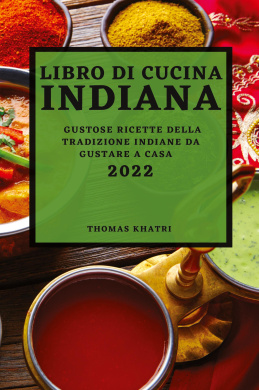 LIBRO DI CUCINA
INDIANA
GUSTOSE RICETTE DELLA
TRADIZIONE INDIANE DA
GUSTARE A CASA
2022
THOMAS KHATRI